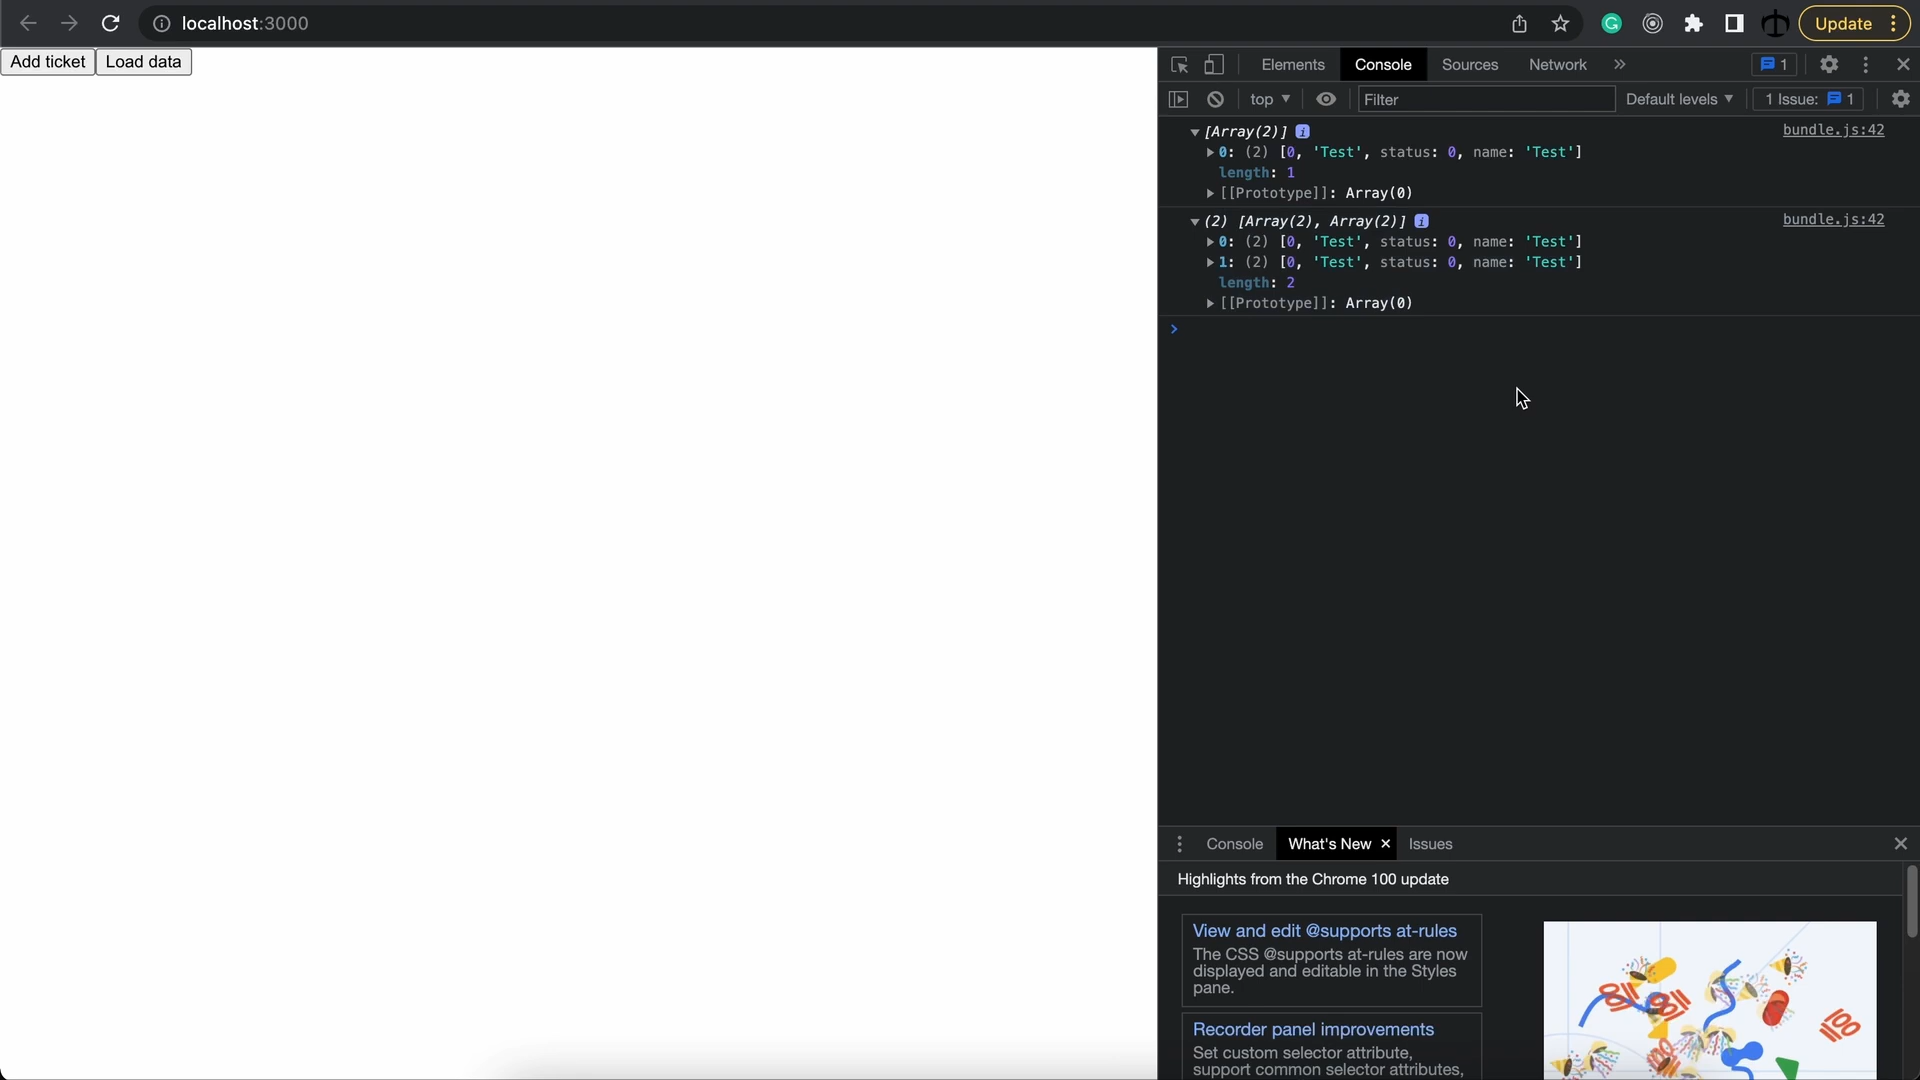 localhost:3000
Update
Add ticket
Load data
Elements
Console
Sources
Network
1
top
Filter
Default levels
1 Issue: 1
[Array(2)] i
bundle.js:42
0: (2) [0, 'Test', status: 0, name: 'Test']
length: 1
[[Prototype]]: Array(0)
(2) [Array(2), Array(2)] i
bundle.js:42
0: (2) [0, 'Test', status: 0, name: 'Test']
1: (2) [0, 'Test', status: 0, name: 'Test']
length: 2
[[Prototype]]: Array(0)
Console
What's New
Issues
Highlights from the Chrome 100 update
View and edit @supports at-rules
The CSS @supports at-rules are now
displayed and editable in the Styles
pane.
Recorder panel improvements
Set custom selector attribute,
support common selector attributes,
100
100
100